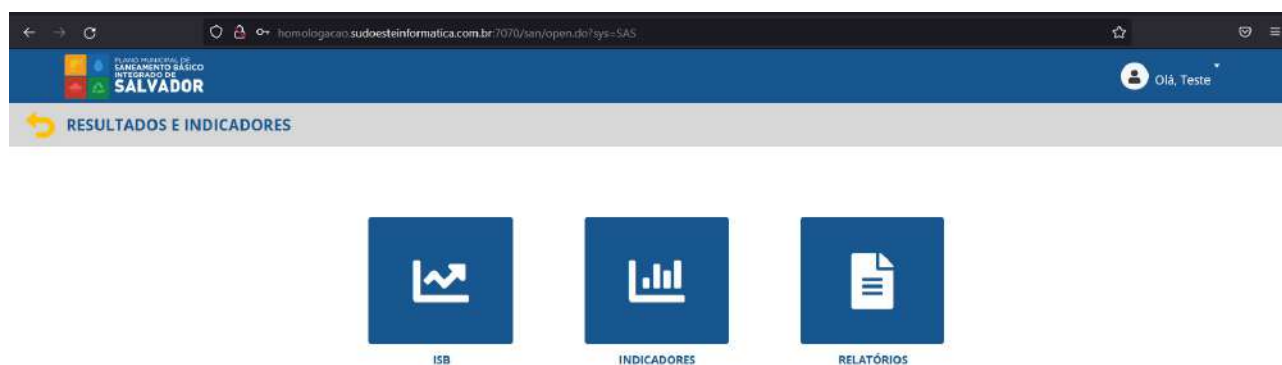 homologacao.sudoesteinformatica.com.br:7070/san/open.do?sys=SAS
PLANO MUNICIPAL DE
SANEAMENTO BÁSICO
INTEGRADO DE
SALVADOR
Olá, Teste
RESULTADOS E INDICADORES
ISB
INDICADORES
RELATÓRIOS